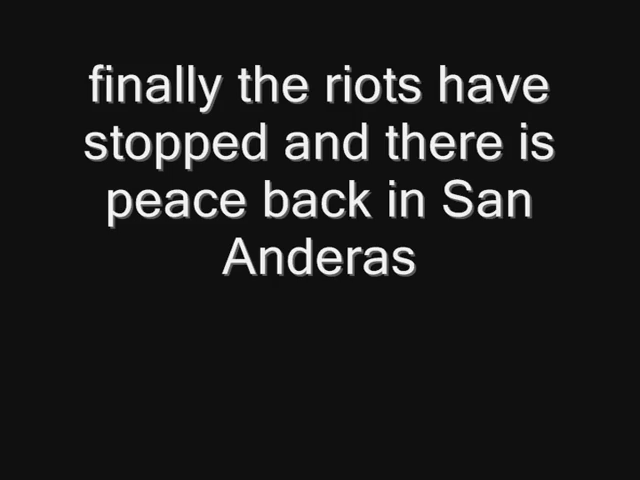 finally the riots have
stopped and there is
peace back in San
Anderas